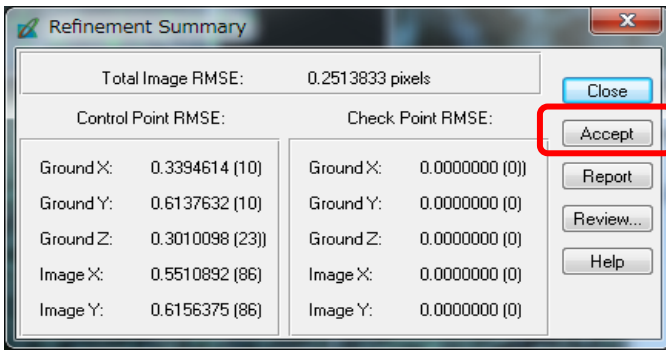 Refinement Summary
Total Image RMSE: 0.2513833 pixels
Close
Control Point RMSE: Check Point RMSE:
Accept
Ground X: 0.3394614 (10) Ground X: 0.0000000 (0))
Report
Ground Y: 0.6137632 (10) Ground Y: 0.0000000 (0)
Review...
Ground Z: 0.3010098 (23)) Ground Z: 0.0000000 (0)
Help
Image X: 0.5510892 (86) Image X: 0.0000000 (0)
Image Y: 0.6156375 (86) Image Y: 0.0000000 (0)